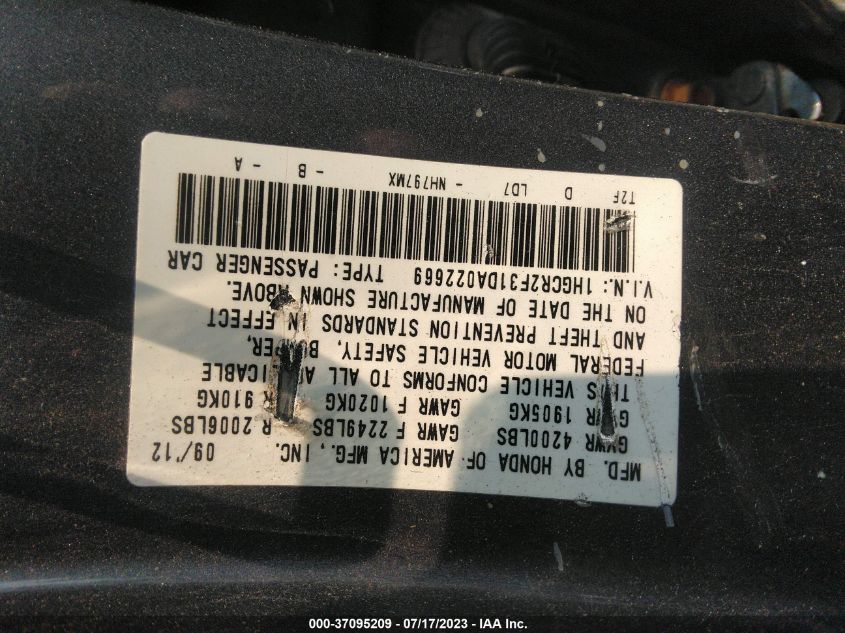 MFD. BY HONDA OF AMERICA MFG., INC. 09/12
GVWR 4200LBS GAWR F 2249LBS R 2006LBS
GVWR 1905KG GAWR F 1020KG R 910KG
THIS VEHICLE CONFORMS TO ALL APPLICABLE
FEDERAL MOTOR VEHICLE SAFETY, BUMPER,
AND THEFT PREVENTION STANDARDS IN EFFECT
ON THE DATE OF MANUFACTURE SHOWN ABOVE.
V.I.N.: 1HGCR2F31DA022669 TYPE: PASSENGER CAR
T2F D LD7 - NH797MX - B - A
000-37095209 - 07/17/2023 - IAA Inc.